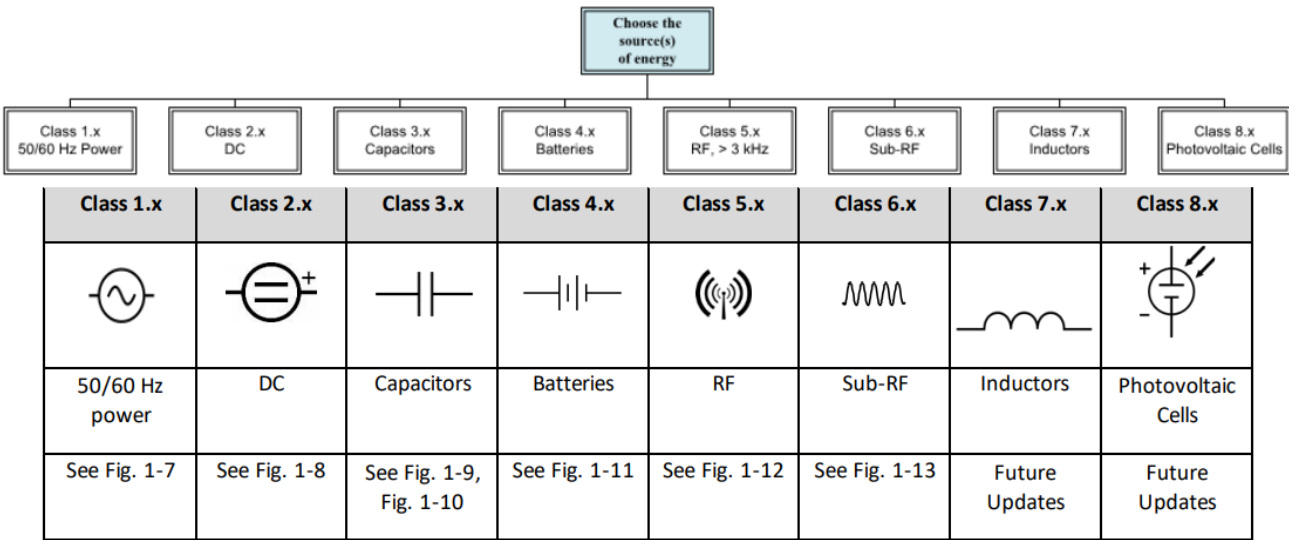 Choose the
source(s)
of energy
Class 1.x
50/60 Hz Power
Class 2.x
DC
Class 3.x
Capacitors
Class 4.x
Batteries
Class 5.x
RF, > 3 kHz
Class 6.x
Sub-RF
Class 7.x
Inductors
Class 8.x
Photovoltaic Cells
Class 1.x Class 2.x Class 3.x Class 4.x Class 5.x Class 6.x Class 7.x Class 8.x
+ + -
50/60 Hz DC Capacitors Batteries RF Sub-RF Inductors Photovoltaic
power Cells
See Fig. 1-7 See Fig. 1-8 See Fig. 1-9, See Fig. 1-11 See Fig. 1-12 See Fig. 1-13 Future Future
Fig. 1-10 Updates Updates